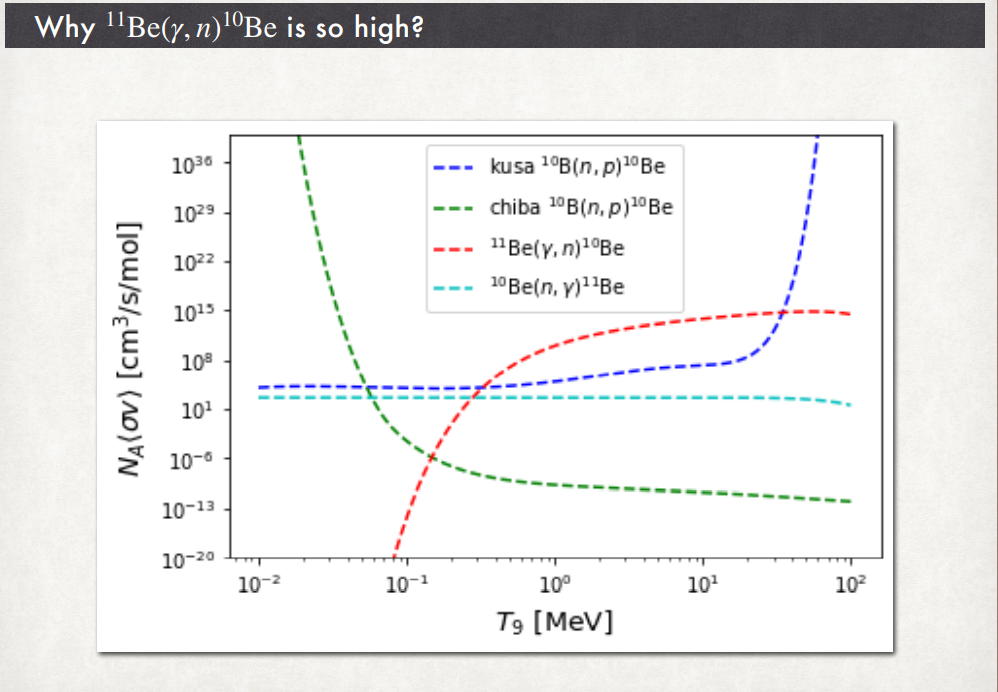 Why ¹¹Be(γ, n)¹⁰Be is so high?
kusa ¹⁰B(n, p)¹⁰Be
chiba ¹⁰B(n, p)¹⁰Be
¹¹Be(γ, n)¹⁰Be
¹⁰Be(n, γ)¹¹Be
N_A⟨σv⟩ [cm³/s/mol]
10³⁶
10²⁹
10²²
10¹⁵
10⁸
10¹
10⁻⁶
10⁻¹³
10⁻²⁰
10⁻² 10⁻¹ 10⁰ 10¹ 10²
T₉ [MeV]